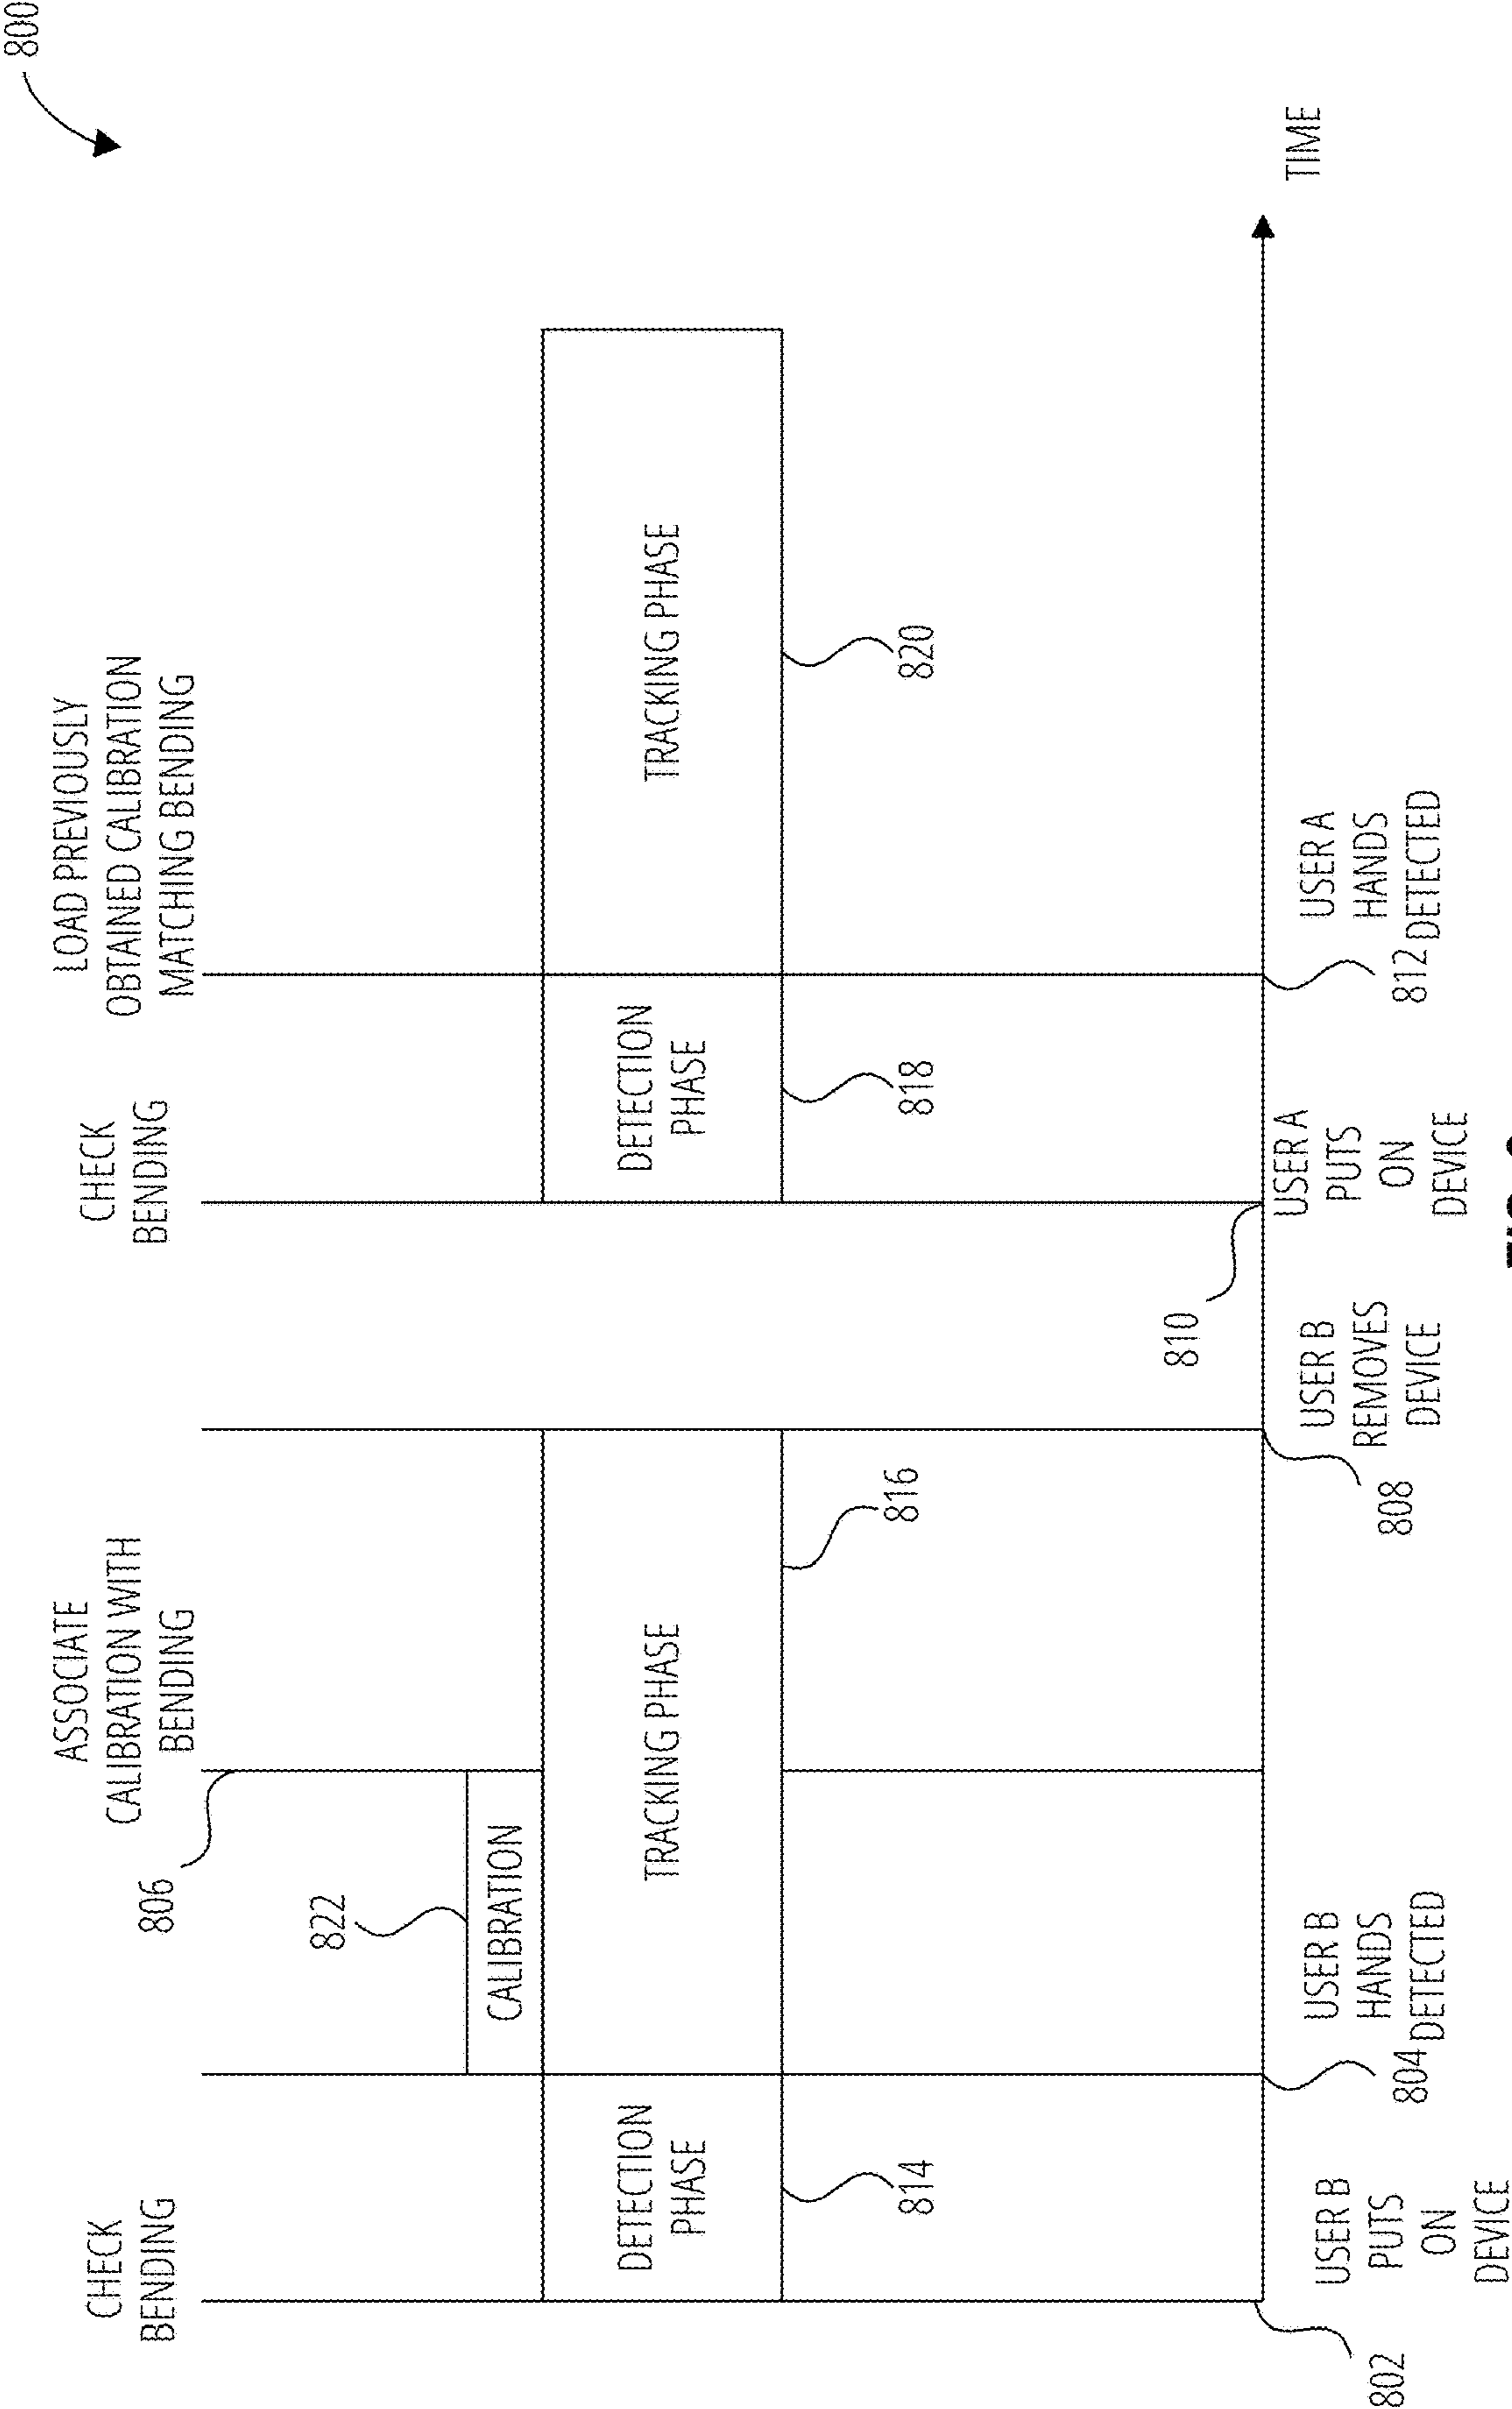 800
CHECK
BENDING
ASSOCIATE
CALIBRATION WITH
BENDING
CHECK
BENDING
LOAD PREVIOUSLY
OBTAINED CALIBRATION
MATCHING BENDING
806
822
CALIBRATION
DETECTION
PHASE
TRACKING PHASE
DETECTION
PHASE
TRACKING PHASE
814
816
818
820
810
TIME
802
USER B
PUTS
ON
DEVICE
804
USER B
HANDS
DETECTED
808
USER B
REMOVES
DEVICE
USER A
PUTS
ON
DEVICE
812
USER A
HANDS
DETECTED